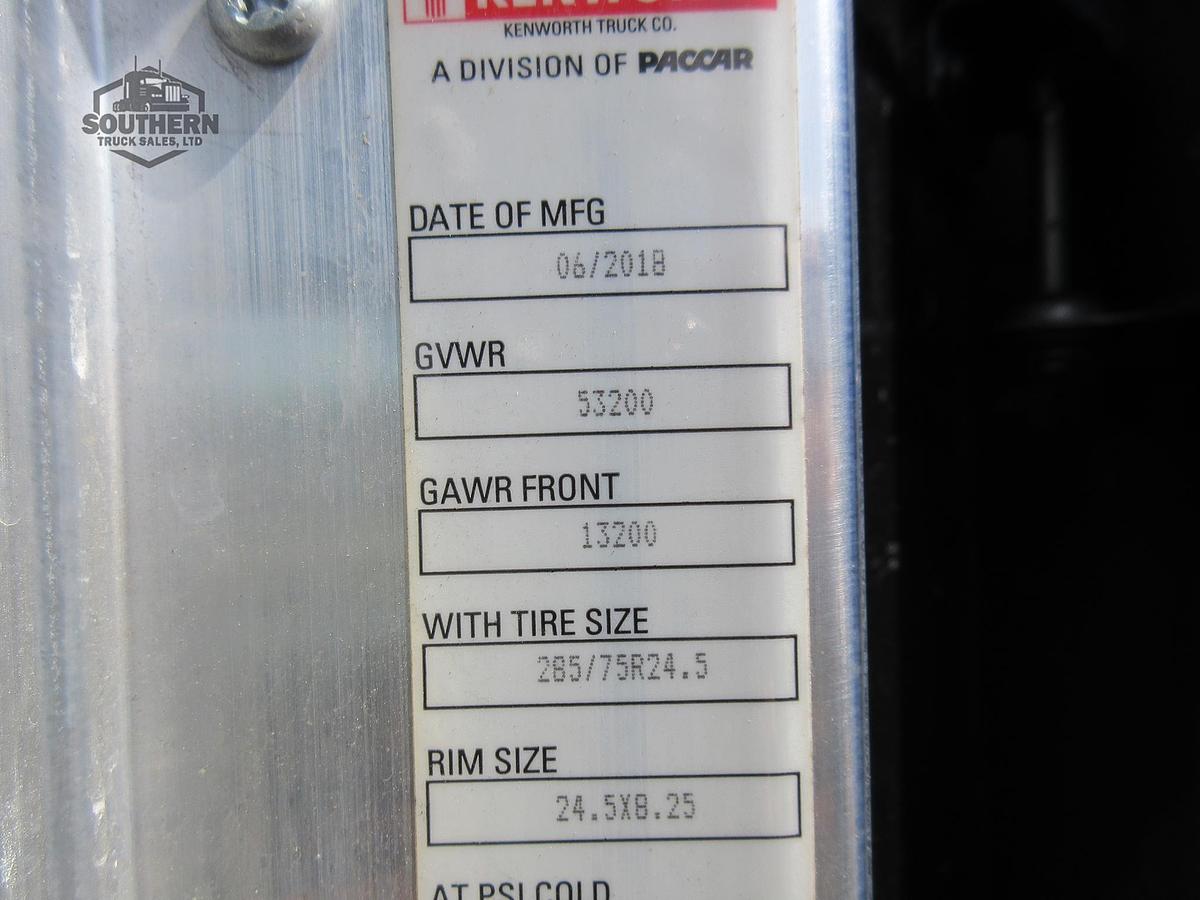 KENWORTH TRUCK CO.
A DIVISION OF PACCAR
SOUTHERN
TRUCK SALES, LTD
DATE OF MFG
06/2018
GVWR
53200
GAWR FRONT
13200
WITH TIRE SIZE
285/75R24.5
RIM SIZE
24.5X8.25
AT PSI COLD